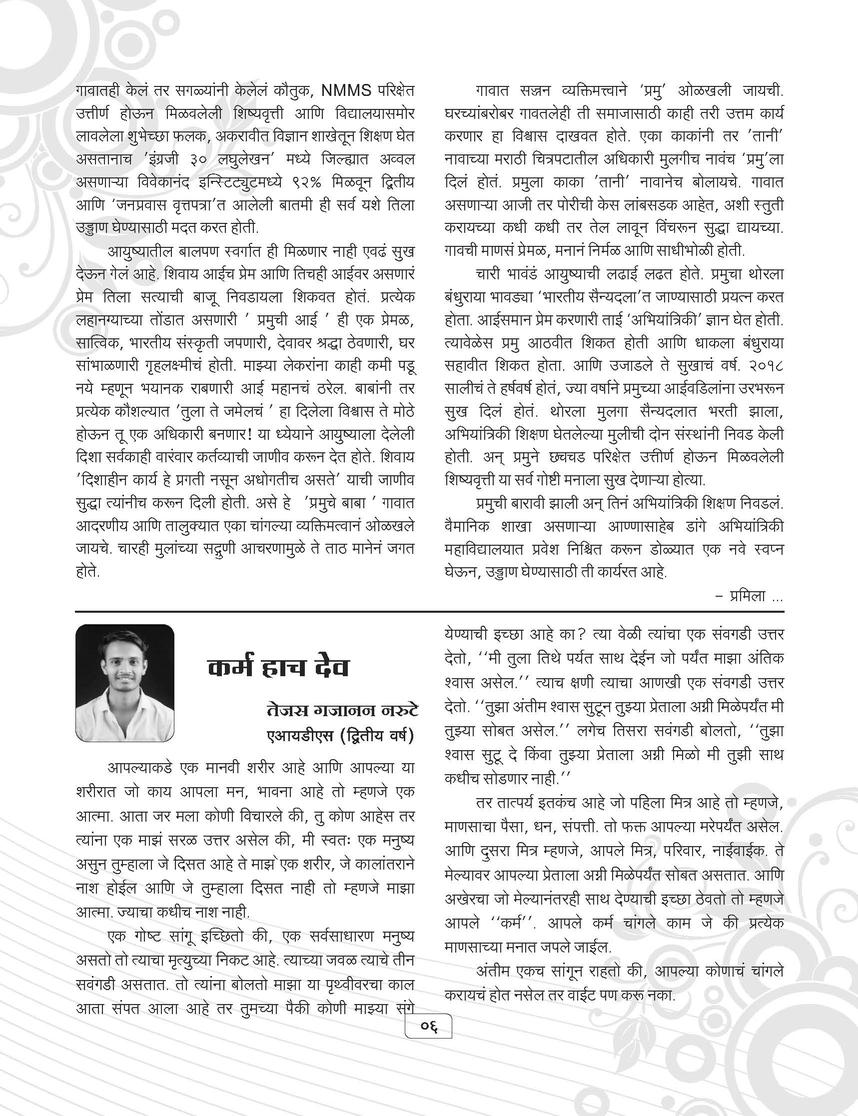 गावातही केलं तर सगळ्यांनी केलेलं कौतुक, NMMS परिक्षेत
उत्तीर्ण होऊन मिळवलेली शिष्यवृत्ती आणि विद्यालयासमोर
लावलेला शुभेच्छा फलक, अकरावीत विज्ञान शाखेतून शिक्षण घेत
असतानाच 'इंग्रजी ३० लघुलेखन' मध्ये जिल्ह्यात अव्वल
असणाऱ्या विवेकानंद इन्स्टिट्युटमध्ये ९२% मिळवून द्वितीय
आणि 'जनप्रवास वृत्तपत्रा'त आलेली बातमी ही सर्व यशे तिला
उड्डाण घेण्यासाठी मदत करत होती.
आयुष्यातील बालपण स्वर्गात ही मिळणार नाही एवढं सुख
देऊन गेलं आहे. शिवाय आईच प्रेम आणि तिचही आईवर असणारं
प्रेम तिला सत्याची बाजू निवडायला शिकवत होतं. प्रत्येक
लहानग्याच्या तोंडात असणारी ' प्रमुची आई ' ही एक प्रेमळ,
सात्विक, भारतीय संस्कृती जपणारी, देवावर श्रद्धा ठेवणारी, घर
सांभाळणारी गृहलक्ष्मीचं होती. माझ्या लेकरांना काही कमी पडू
नये म्हणून भयानक राबणारी आई महानचं ठरेल. बाबांनी तर
प्रत्येक कौशल्यात 'तुला ते जमेलचं ' हा दिलेला विश्वास ते मोठे
होऊन तू एक अधिकारी बनणार! या ध्येयाने आयुष्याला देलेली
दिशा सर्वकाही वारंवार कर्तव्याची जाणीव करून देत होते. शिवाय
'दिशाहीन कार्य हे प्रगती नसून अधोगतीच असते' याची जाणीव
सुद्धा त्यांनीच करून दिली होती. असे हे 'प्रमुचे बाबा ' गावात
आदरणीय आणि तालुक्यात एका चांगल्या व्यक्तिमत्वानं ओळखले
जायचे. चारही मुलांच्या सद्गुणी आचरणामुळे ते ताठ मानेनं जगत
होते.
गावात सज्जन व्यक्तिमत्त्वाने 'प्रमु' ओळखली जायची.
घरच्यांबरोबर गावतलेही ती समाजासाठी काही तरी उत्तम कार्य
करणार हा विश्वास दाखवत होते. एका काकांनी तर 'तानी'
नावाच्या मराठी चित्रपटातील अधिकारी मुलगीच नावंच 'प्रमु'ला
दिलं होतं. प्रमुला काका 'तानी' नावानेच बोलायचे. गावात
असणाऱ्या आजी तर पोरीची केस लांबसडक आहेत, अशी स्तुती
करायच्या कधी कधी तर तेल लावून विंचरून सुद्धा द्यायच्या.
गावची माणसं प्रेमळ, मनानं निर्मळ आणि साधीभोळी होती.
चारी भावंडं आयुष्याची लढाई लढत होते. प्रमुचा थोरला
बंधुराया भावड्या 'भारतीय सैन्यदला'त जाण्यासाठी प्रयत्न करत
होता. आईसमान प्रेम करणारी ताई 'अभियांत्रिकी' ज्ञान घेत होती.
त्यावेळेस प्रमु आठवीत शिकत होती आणि धाकला बंधुराया
सहावीत शिकत होता. आणि उजाडले ते सुखाचं वर्ष. २०१८
सालीचं ते हर्षवर्ष होतं, ज्या वर्षाने प्रमुच्या आईवडिलांना उरभरून
सुख दिलं होतं. थोरला मुलगा सैन्यदलात भरती झाला,
अभियांत्रिकी शिक्षण घेतलेल्या मुलीची दोन संस्थांनी निवड केली
होती. अन् प्रमुने छचचड परिक्षेत उत्तीर्ण होऊन मिळवलेली
शिष्यवृत्ती या सर्व गोष्टी मनाला सुख देणाऱ्या होत्या.
प्रमुची बारावी झाली अन् तिनं अभियांत्रिकी शिक्षण निवडलं.
वैमानिक शाखा असणाऱ्या आण्णासाहेब डांगे अभियांत्रिकी
महाविद्यालयात प्रवेश निश्चित करून डोळ्यात एक नवे स्वप्न
घेऊन, उड्डाण घेण्यासाठी ती कार्यरत आहे.
– प्रमिला ...
कर्म हाच देव
तेजस गजानन नरुटे
एआयडीएस (द्वितीय वर्ष)
आपल्याकडे एक मानवी शरीर आहे आणि आपल्या या
शरीरात जो काय आपला मन, भावना आहे तो म्हणजे एक
आत्मा. आता जर मला कोणी विचारले की, तु कोण आहेस तर
त्यांना एक माझं सरळ उत्तर असेल की, मी स्वतः एक मनुष्य
असुन तुम्हाला जे दिसत आहे ते माझे एक शरीर, जे कालांतराने
नाश होईल आणि जे तुम्हाला दिसत नाही तो म्हणजे माझा
आत्मा. ज्याचा कधीच नाश नाही.
एक गोष्ट सांगू इच्छितो की, एक सर्वसाधारण मनुष्य
असतो तो त्याचा मृत्युच्या निकट आहे. त्याच्या जवळ त्याचे तीन
सवंगडी असतात. तो त्यांना बोलतो माझा या पृथ्वीवरचा काल
आता संपत आला आहे तर तुमच्या पैकी कोणी माझ्या संगे
येण्याची इच्छा आहे का? त्या वेळी त्यांचा एक संवगडी उत्तर
देतो, ''मी तुला तिथे पर्यत साथ देईन जो पर्यंत माझा अंतिक
श्वास असेल.'' त्याच क्षणी त्याचा आणखी एक संवगडी उत्तर
देतो. ''तुझा अंतीम श्वास सुटून तुझ्या प्रेताला अग्नी मिळेपर्यंत मी
तुझ्या सोबत असेल.'' लगेच तिसरा सवंगडी बोलतो, ''तुझा
श्वास सुटू दे किंवा तुझ्या प्रेताला अग्नी मिळो मी तुझी साथ
कधीच सोडणार नाही.''
तर तात्पर्य इतकंच आहे जो पहिला मित्र आहे तो म्हणजे,
माणसाचा पैसा, धन, संपत्ती. तो फक्त आपल्या मरेपर्यंत असेल.
आणि दुसरा मित्र म्हणजे, आपले मित्र, परिवार, नाईवाईक. ते
मेल्यावर आपल्या प्रेताला अग्नी मिळेपर्यंत सोबत असतात. आणि
अखेरचा जो मेल्यानंतरही साथ देण्याची इच्छा ठेवतो तो म्हणजे
आपले ''कर्म''. आपले कर्म चांगले काम जे की प्रत्येक
माणसाच्या मनात जपले जाईल.
अंतीम एकच सांगून राहतो की, आपल्या कोणाचं चांगले
करायचं होत नसेल तर वाईट पण करू नका.
०६